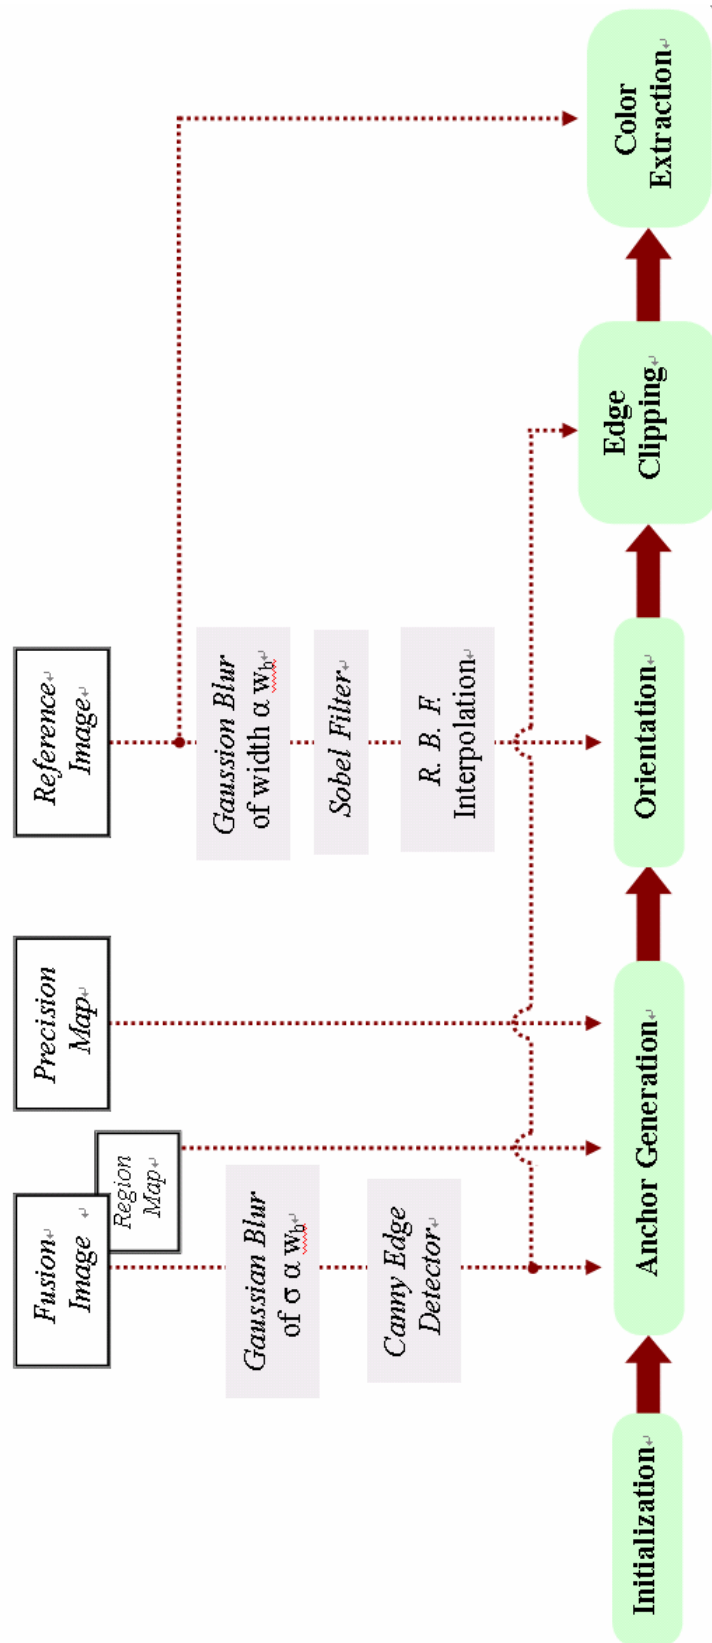 Fusion
Image
Region
Map
Precision
Map
Reference
Image
Gaussian Blur
of σ α wb
Canny Edge
Detector
Gaussion Blur
of width α wb
Sobel Filter
R. B. F.
Interpolation
Initialization
Anchor Generation
Orientation
Edge
Clipping
Color
Extraction